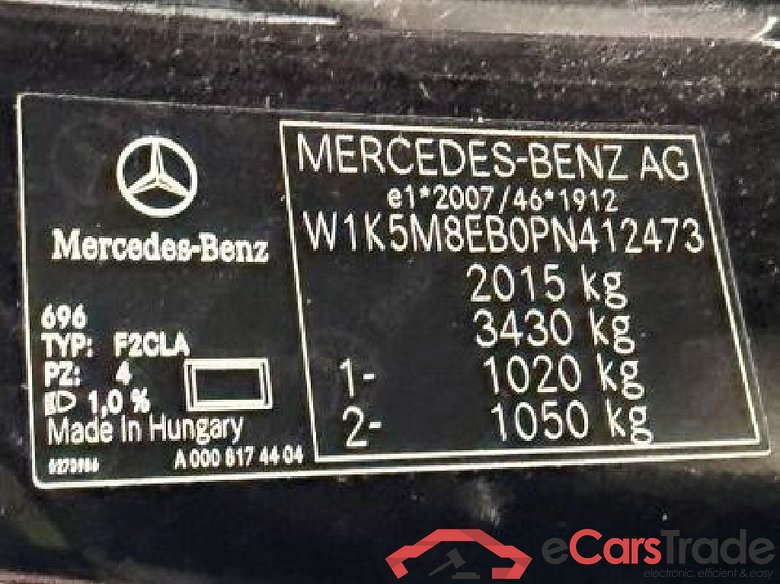 Mercedes-Benz
696
TYP: F2CLA
PZ: 4
1,0 %
Made In Hungary
A 000 817 44 04
MERCEDES-BENZ AG
e1*2007/46*1912
W1K5M8EB0PN412473
2015 kg
3430 kg
1- 1020 kg
2- 1050 kg
eCarsTrade
electronic, efficient & easy